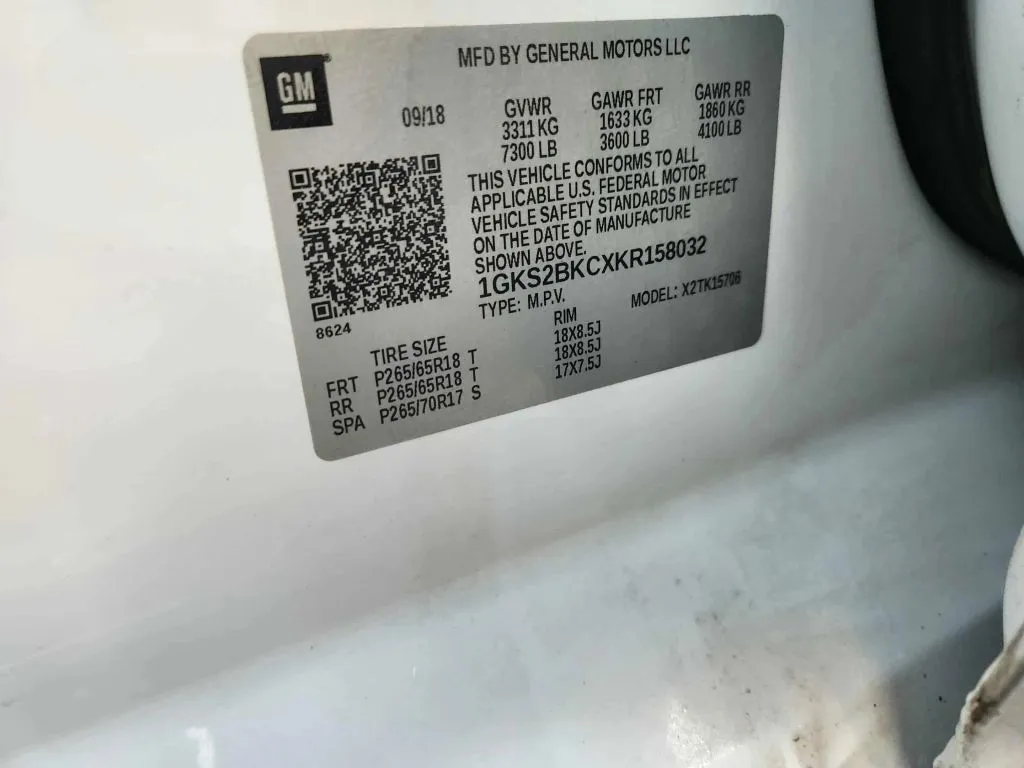 GM
MFD BY GENERAL MOTORS LLC
09/18
GVWR
3311 KG
7300 LB
GAWR FRT
1633 KG
3600 LB
GAWR RR
1860 KG
4100 LB
THIS VEHICLE CONFORMS TO ALL
APPLICABLE U.S. FEDERAL MOTOR
VEHICLE SAFETY STANDARDS IN EFFECT
ON THE DATE OF MANUFACTURE
SHOWN ABOVE.
1GKS2BKCXKR158032
TYPE: M.P.V.
MODEL: X2TK15706
8624
TIRE SIZE
RIM
FRT P265/65R18 T 18X8.5J
RR P265/65R18 T 18X8.5J
SPA P265/70R17 S 17X7.5J